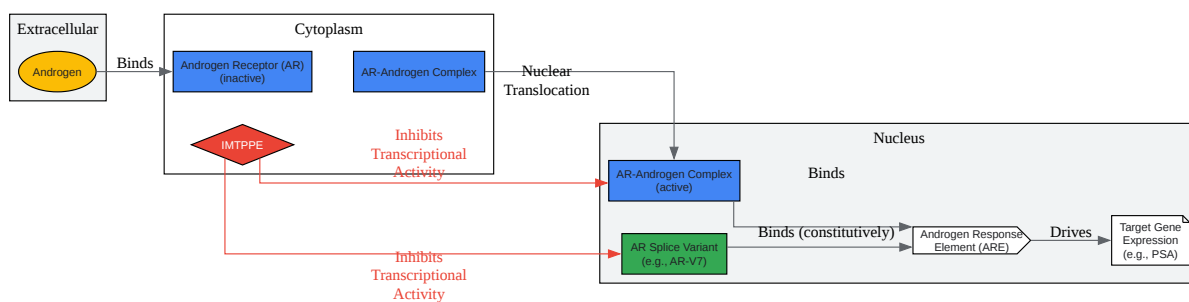 Extracellular
Androgen
Binds
Cytoplasm
Androgen Receptor (AR)
(inactive)
AR-Androgen Complex
IMTPPE
Nuclear
Translocation
Inhibits
Transcriptional
Activity
Nucleus
AR-Androgen Complex
(active)
Binds
AR Splice Variant
(e.g., AR-V7)
Binds (constitutively)
Androgen Response
Element (ARE)
Drives
Target Gene
Expression
(e.g., PSA)
Inhibits
Transcriptional
Activity